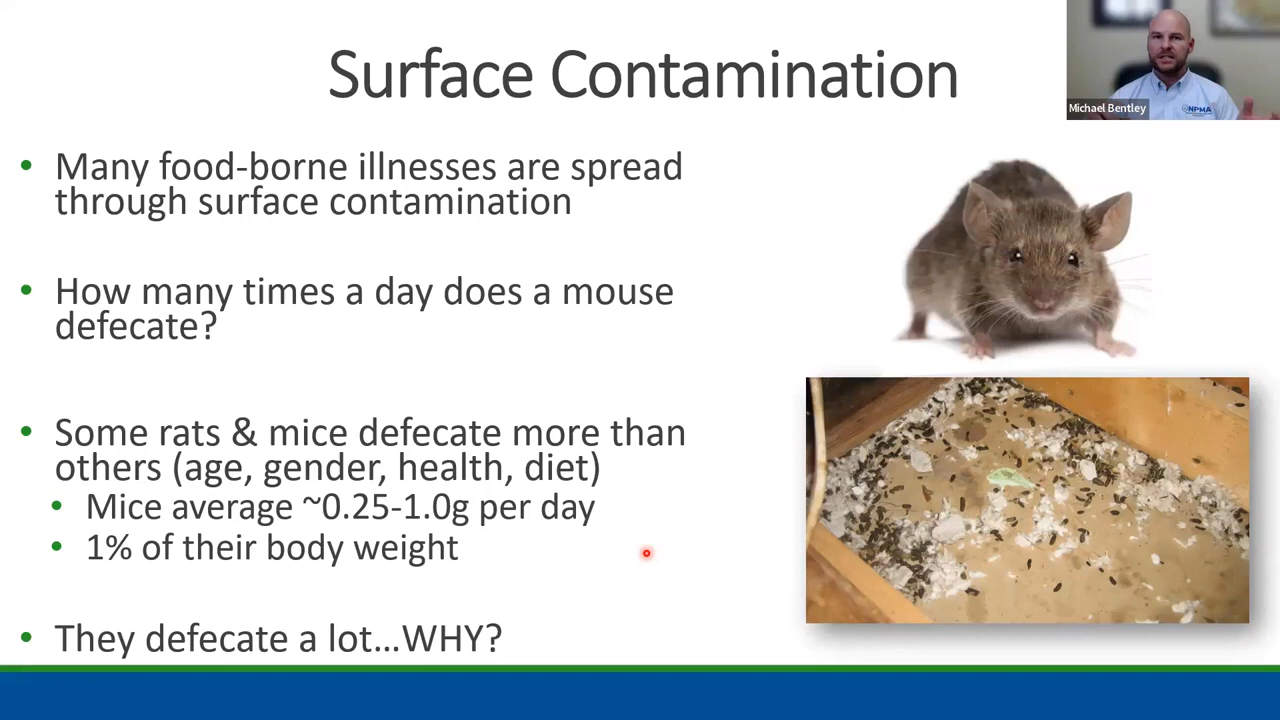 Surface Contamination
Michael Bentley
NPMA
• Many food-borne illnesses are spread
through surface contamination
• How many times a day does a mouse
defecate?
• Some rats & mice defecate more than
others (age, gender, health, diet)
• Mice average ~0.25-1.0g per day
• 1% of their body weight
• They defecate a lot...WHY?